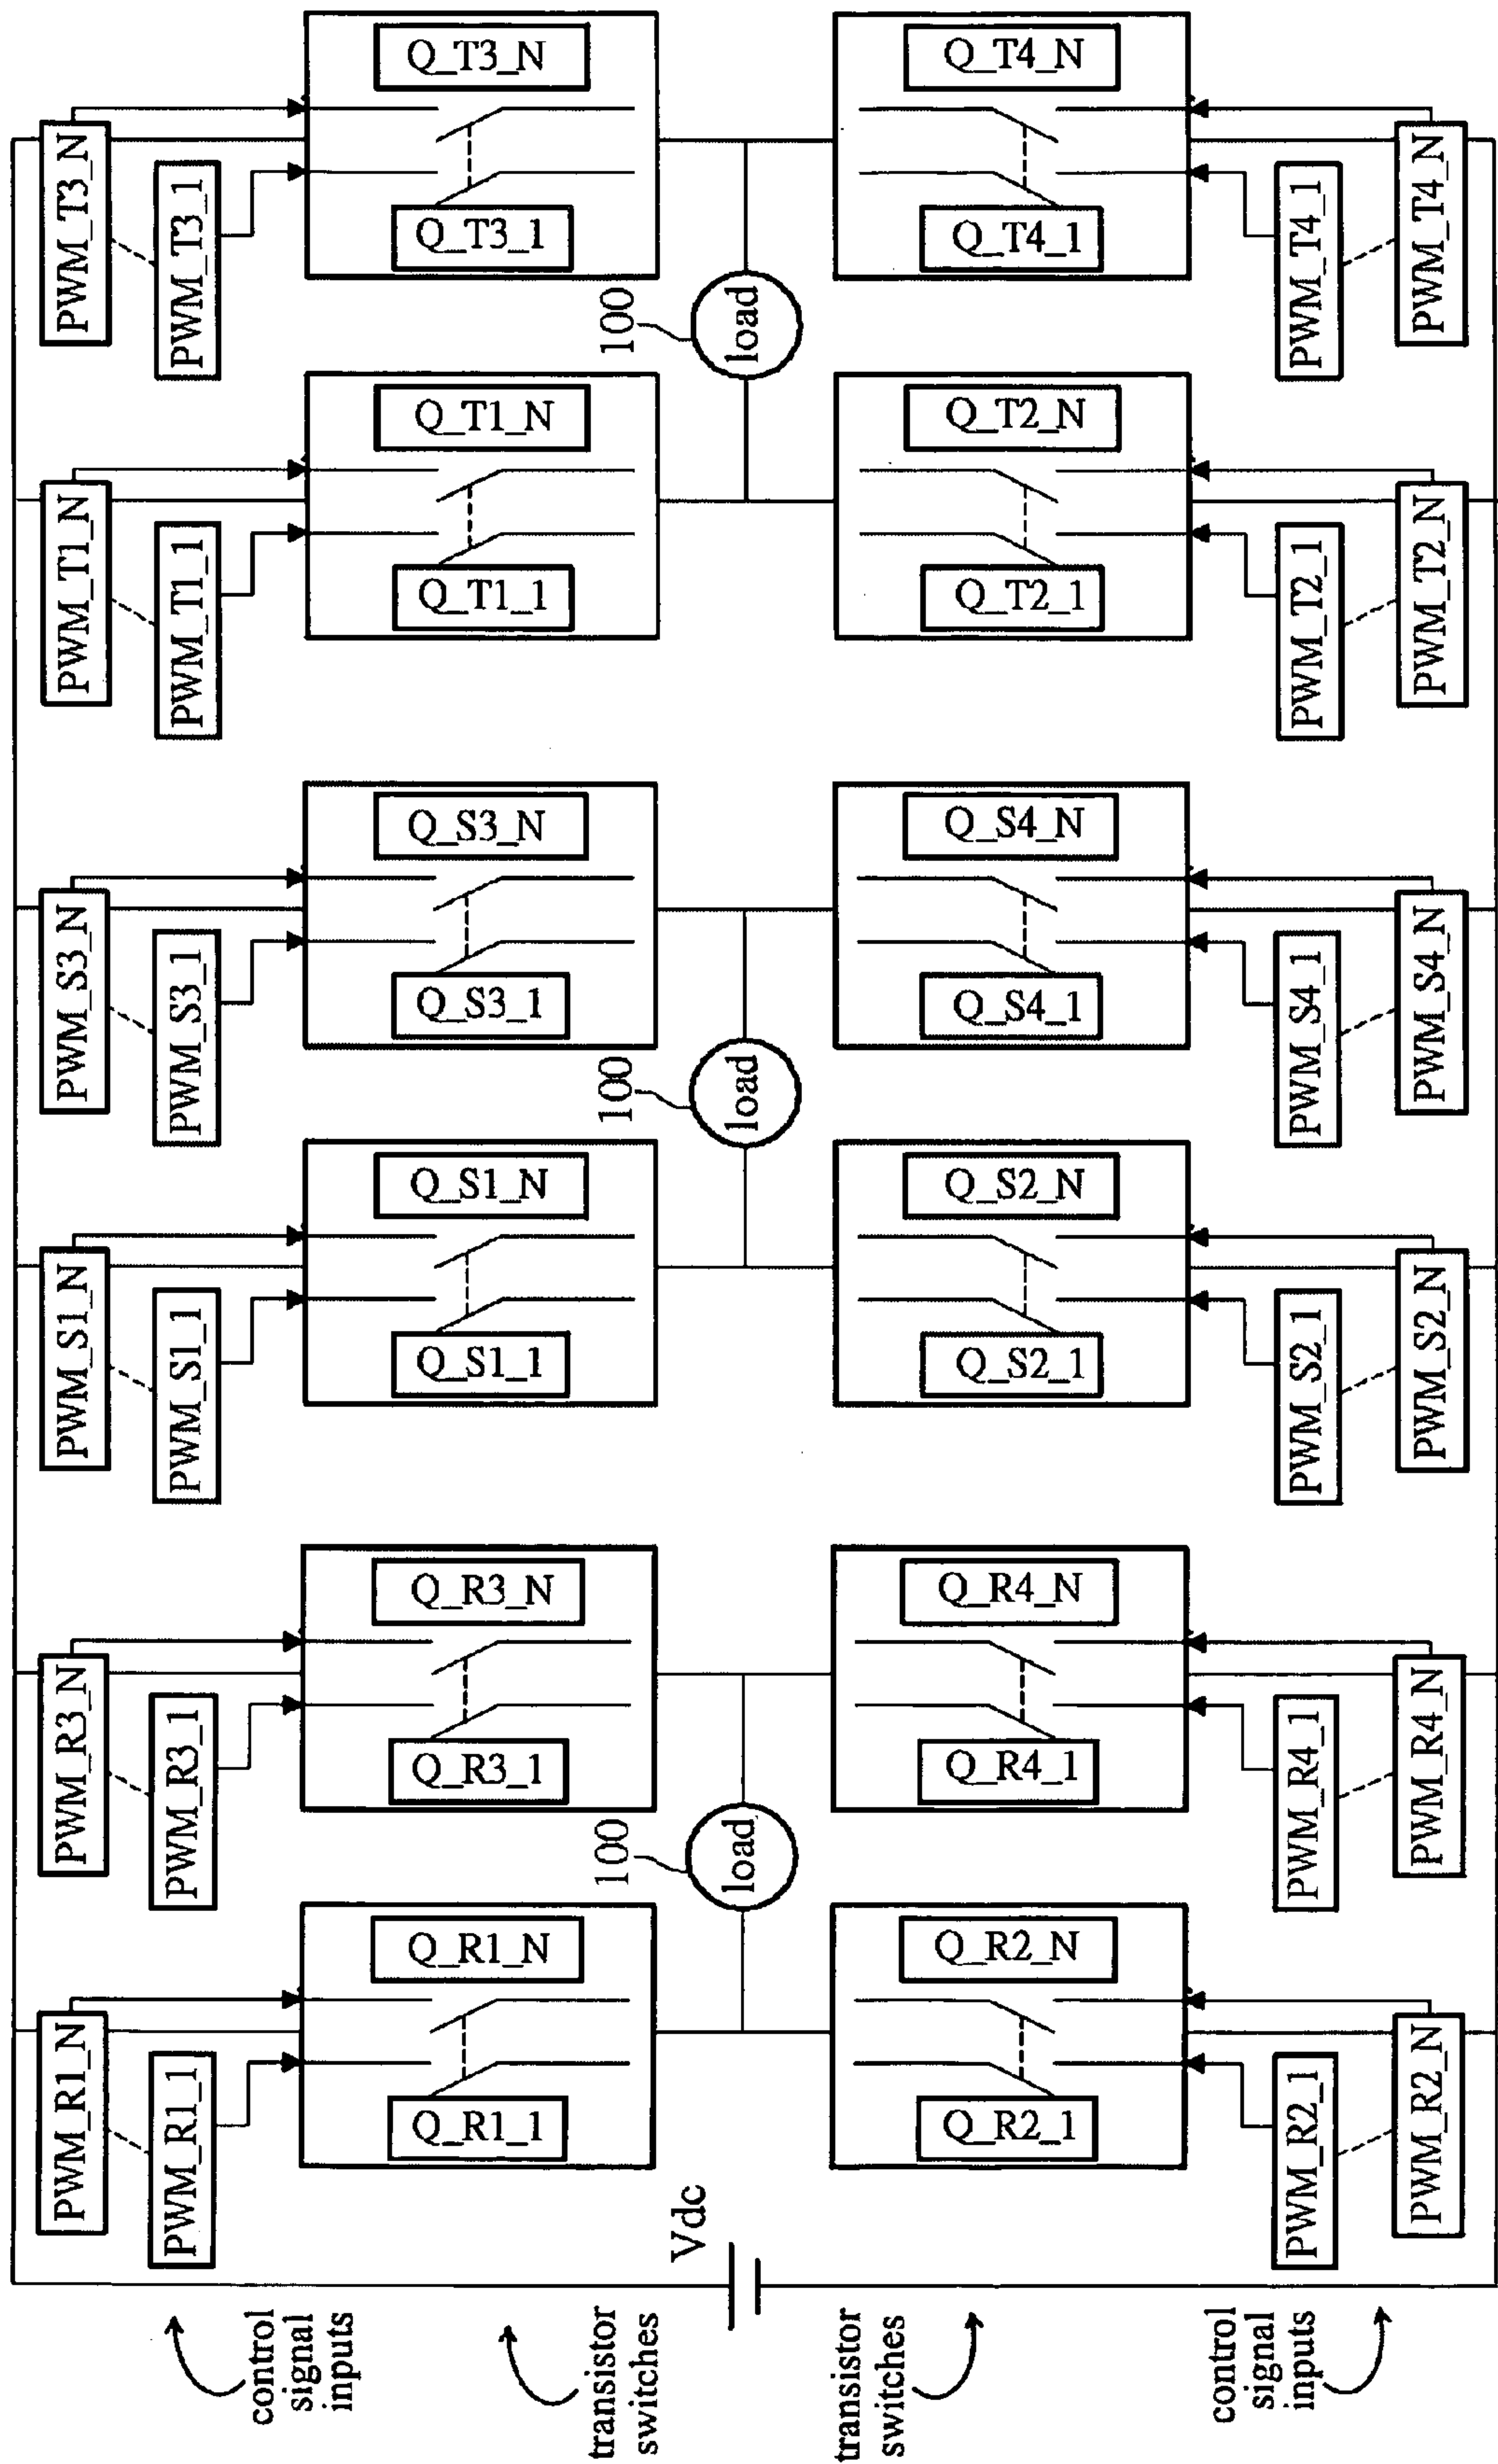 control
signal
inputs
PWM_R1_N
PWM_R3_N
PWM_S1_N
PWM_S3_N
PWM_T1_N
PWM_T3_N
PWM_R1_1
PWM_R3_1
PWM_S1_1
PWM_S3_1
PWM_T1_1
PWM_T3_1
transistor
switches
Q_R1_N
Q_R3_N
Q_S1_N
Q_S3_N
Q_T1_N
Q_T3_N
Q_R1_1
Q_R3_1
Q_S1_1
Q_S3_1
Q_T1_1
Q_T3_1
Vdc
100
100
100
load
load
load
transistor
switches
Q_R2_N
Q_R4_N
Q_S2_N
Q_S4_N
Q_T2_N
Q_T4_N
Q_R2_1
Q_R4_1
Q_S2_1
Q_S4_1
Q_T2_1
Q_T4_1
control
signal
inputs
PWM_R2_1
PWM_R4_1
PWM_S2_1
PWM_S4_1
PWM_T2_1
PWM_T4_1
PWM_R2_N
PWM_R4_N
PWM_S2_N
PWM_S4_N
PWM_T2_N
PWM_T4_N